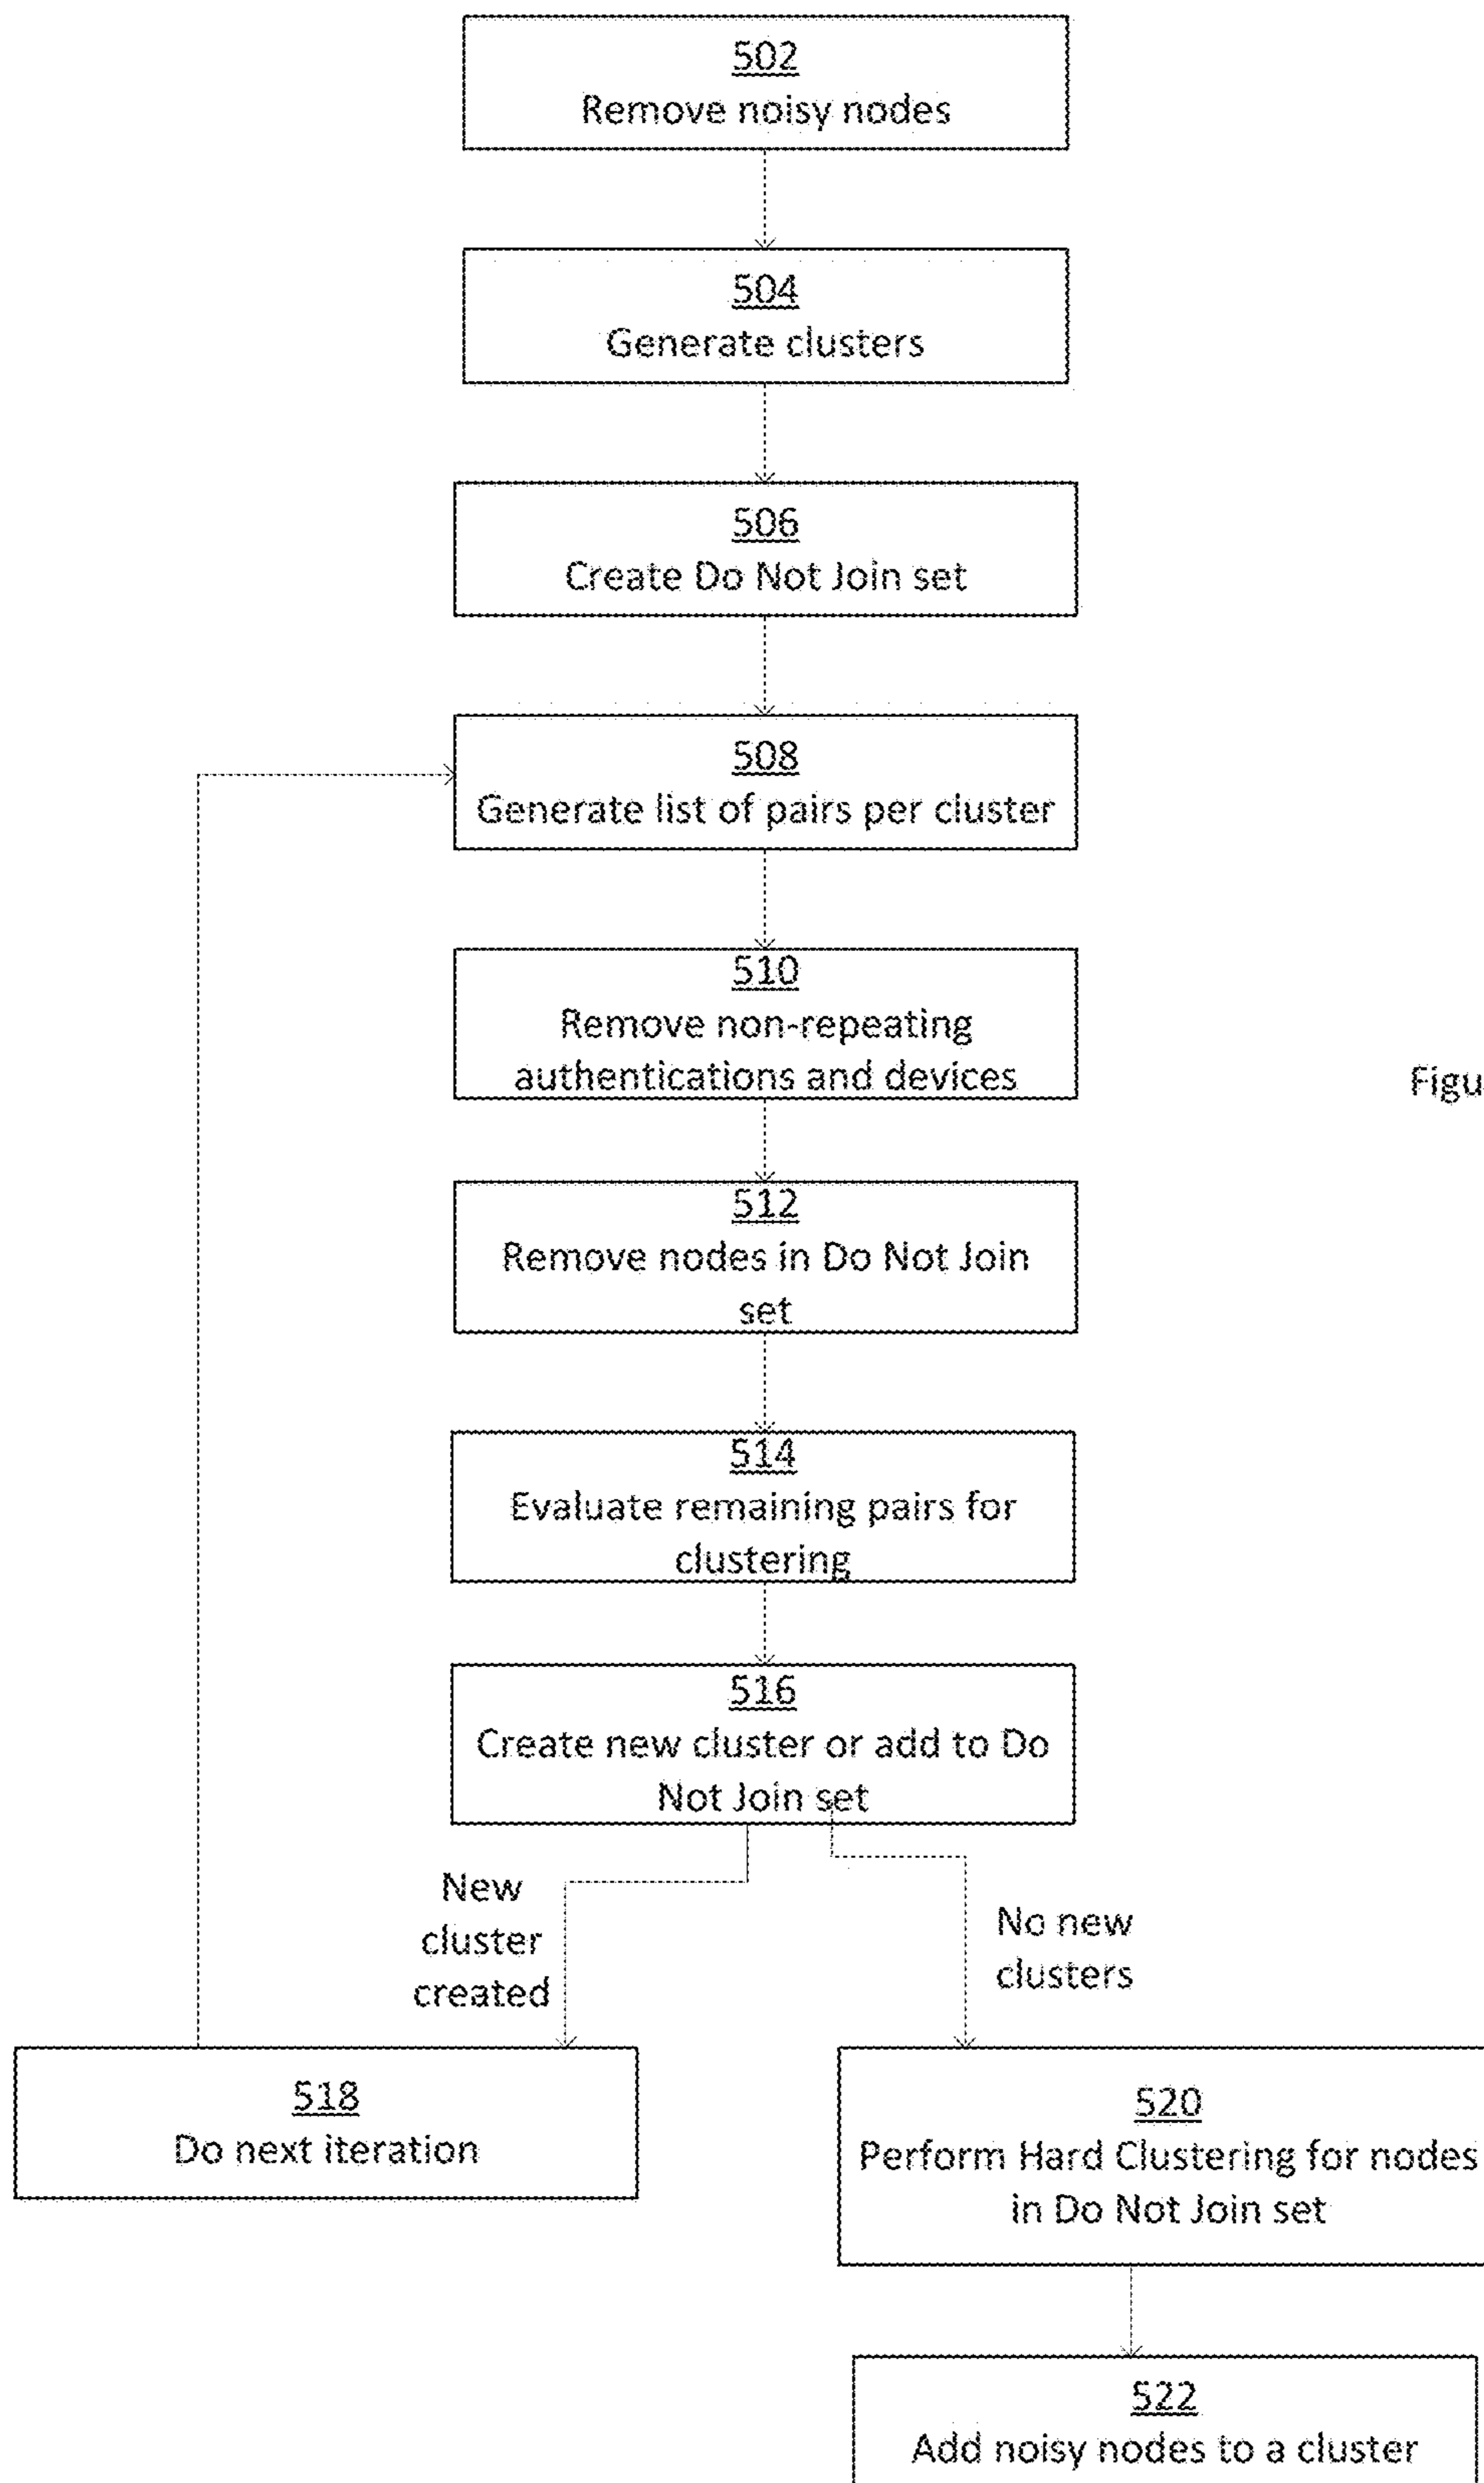 502
Remove noisy nodes
504
Generate clusters
506
Create Do Not Join set
508
Generate list of pairs per cluster
510
Remove non-repeating
authentications and devices
Figu
512
Remove nodes in Do Not Join
set
514
Evaluate remaining pairs for
clustering
516
Create new cluster or add to Do
Not Join set
New
cluster
created
No new
clusters
518
Do next iteration
520
Perform Hard Clustering for nodes
in Do Not Join set
522
Add noisy nodes to a cluster